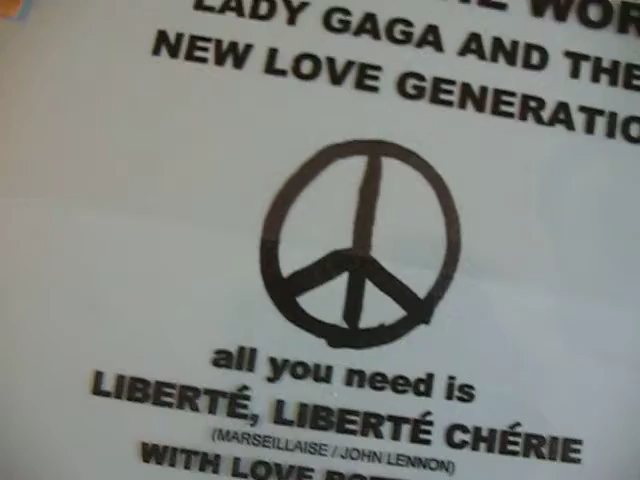 LADY GAGA AND THE
NEW LOVE GENERATIO
all you need is
LIBERTÉ, LIBERTÉ CHÉRIE
(MARSEILLAISE / JOHN LENNON)
WITH LOVE